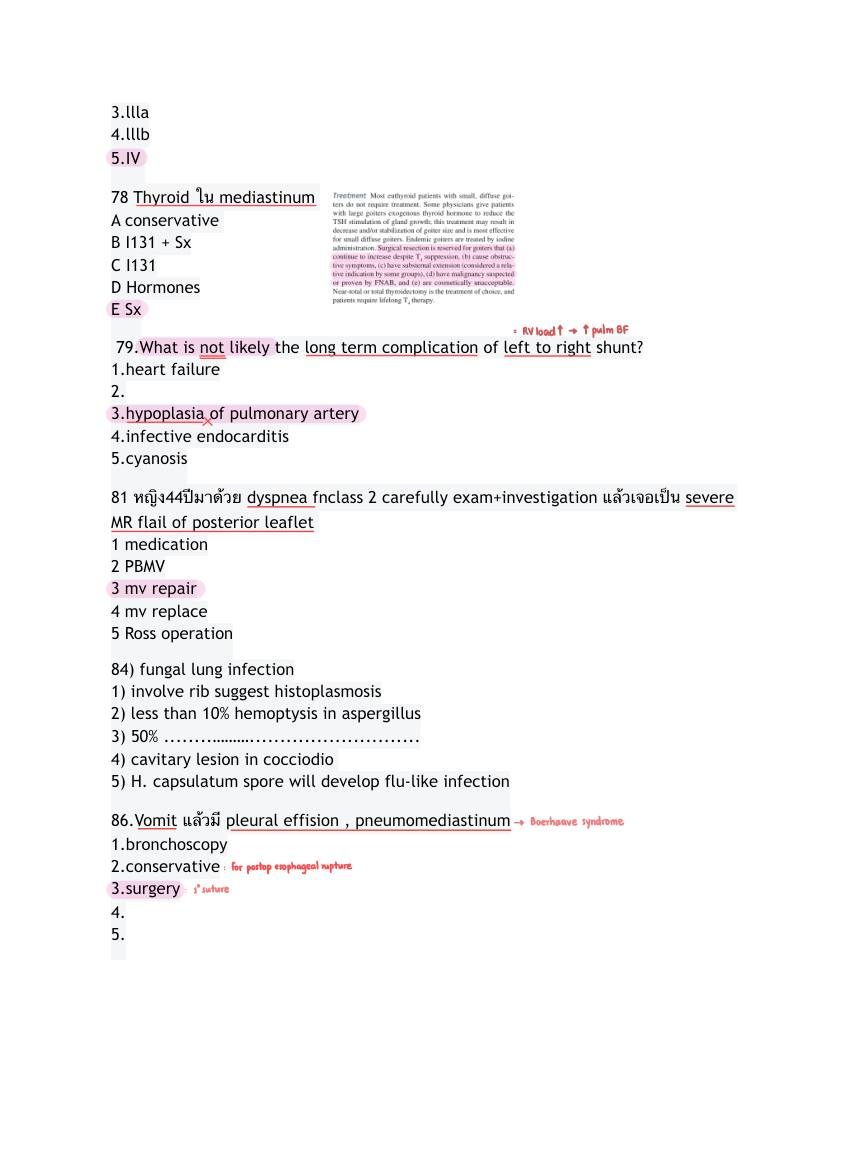 3.llla
4.lllb
5.IV
78 Thyroid ใน mediastinum
A conservative
B I131 + Sx
C I131
D Hormones
E Sx
Treatment Most euthyroid patients with small, diffuse goi-
ters do not require treatment. Some physicians give patients
with large goiters exogenous thyroid hormone to reduce the
TSH stimulation of gland growth; this treatment may result in
decrease and/or stabilization of goiter size and is most effective
for small diffuse goiters. Endemic goiters are treated by iodine
administration. Surgical resection is reserved for goiters that (a)
continue to increase despite T4 suppression, (b) cause obstruc-
tive symptoms, (c) have substernal extension (considered a rela-
tive indication by some groups), (d) have malignancy suspected
or proven by FNAB, and (e) are cosmetically unacceptable.
Near-total or total thyroidectomy is the treatment of choice, and
patients require lifelong T4 therapy.
= RV load ↑ → ↑ pulm BF
79.What is not likely the long term complication of left to right shunt?
1.heart failure
2.
3.hypoplasia of pulmonary artery
4.infective endocarditis
5.cyanosis
81 หญิง44ปีมาด้วย dyspnea fnclass 2 carefully exam+investigation แล้วเจอเป็น severe
MR flail of posterior leaflet
1 medication
2 PBMV
3 mv repair
4 mv replace
5 Ross operation
84) fungal lung infection
1) involve rib suggest histoplasmosis
2) less than 10% hemoptysis in aspergillus
3) 50% ......................................
4) cavitary lesion in cocciodio
5) H. capsulatum spore will develop flu-like infection
86.Vomit แล้วมี pleural effision , pneumomediastinum → Boerhaave syndrome
1.bronchoscopy
2.conservative : for postop esophageal rupture
3.surgery : 1° suture
4.
5.